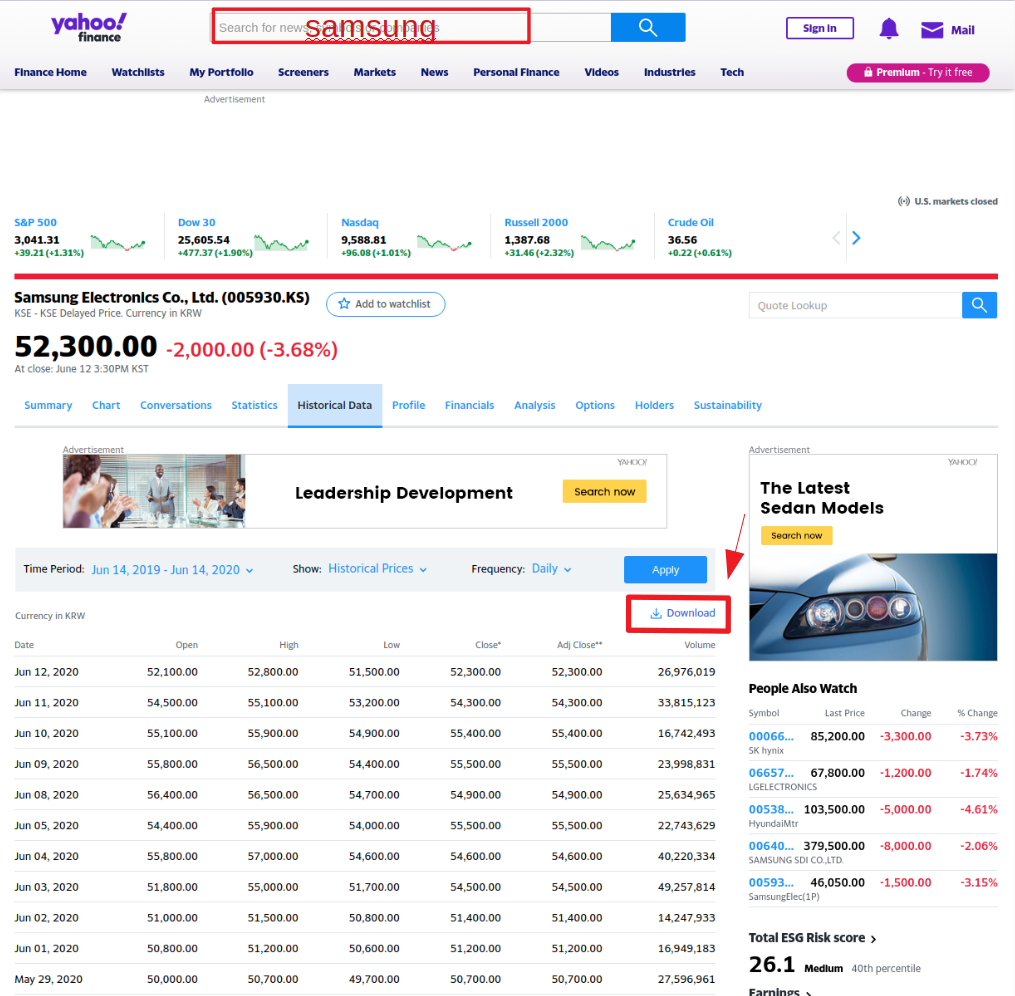 yahoo!
finance
Search for news, symbols or companies
samsung
Sign in
Mail
Finance Home Watchlists My Portfolio Screeners Markets News Personal Finance Videos Industries Tech
Premium - Try it free
Advertisement
U.S. markets closed
S&P 500 Dow 30 Nasdaq Russell 2000 Crude Oil
3,041.31 25,605.54 9,588.81 1,387.68 36.56
+39.21 (+1.31%) +477.37 (+1.90%) +96.08 (+1.01%) +31.46 (+2.32%) +0.22 (+0.61%)
Samsung Electronics Co., Ltd. (005930.KS)
Add to watchlist
Quote Lookup
KSE - KSE Delayed Price. Currency in KRW
52,300.00 -2,000.00 (-3.68%)
At close: June 12 3:30PM KST
Summary Chart Conversations Statistics Historical Data Profile Financials Analysis Options Holders Sustainability
Advertisement
YAHOO!
Leadership Development
Search now
Time Period: Jun 14, 2019 - Jun 14, 2020 Show: Historical Prices Frequency: Daily Apply
Currency in KRW
Download
Date Open High Low Close* Adj Close** Volume
Jun 12, 2020 52,100.00 52,800.00 51,500.00 52,300.00 52,300.00 26,976,019
Jun 11, 2020 54,500.00 55,100.00 53,200.00 54,300.00 54,300.00 33,815,123
Jun 10, 2020 55,100.00 55,900.00 54,900.00 55,400.00 55,400.00 16,742,493
Jun 09, 2020 55,800.00 56,500.00 54,400.00 55,500.00 55,500.00 23,998,831
Jun 08, 2020 56,400.00 56,500.00 54,700.00 54,900.00 54,900.00 25,634,965
Jun 05, 2020 54,400.00 55,900.00 54,000.00 55,500.00 55,500.00 22,743,629
Jun 04, 2020 55,800.00 57,000.00 54,600.00 54,600.00 54,600.00 40,220,334
Jun 03, 2020 51,800.00 55,000.00 51,700.00 54,500.00 54,500.00 49,257,814
Jun 02, 2020 51,000.00 51,500.00 50,800.00 51,400.00 51,400.00 14,247,933
Jun 01, 2020 50,800.00 51,200.00 50,600.00 51,200.00 51,200.00 16,949,183
May 29, 2020 50,000.00 50,700.00 49,700.00 50,700.00 50,700.00 27,596,961
Advertisement
YAHOO!
The Latest
Sedan Models
Search now
People Also Watch
Symbol Last Price Change % Change
00066... 85,200.00 -3,300.00 -3.73%
SK hynix
06657... 67,800.00 -1,200.00 -1.74%
LGELECTRONICS
00538... 103,500.00 -5,000.00 -4.61%
HyundaiMtr
00640... 379,500.00 -8,000.00 -2.06%
SAMSUNG SDI CO.,LTD.
00593... 46,050.00 -1,500.00 -3.15%
SamsungElec(1P)
Total ESG Risk score
26.1 Medium 40th percentile
Earnings